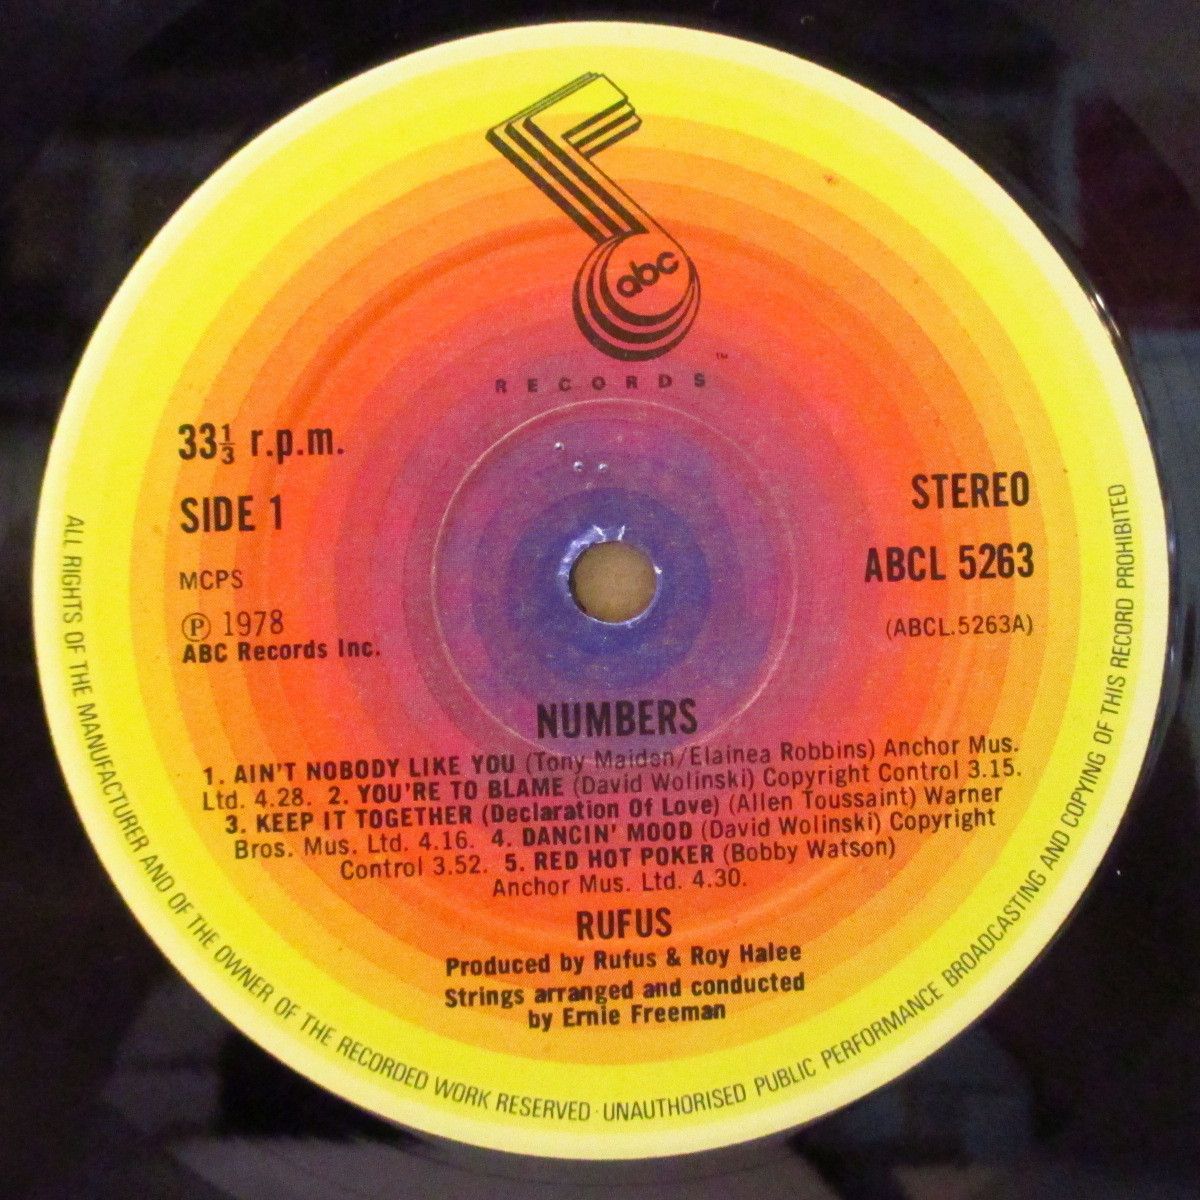 abc
™
RECORDS
33⅓ r.p.m.
SIDE 1
MCPS
Ⓟ 1978
ABC Records Inc.
STEREO
ABCL 5263
(ABCL.5263A)
NUMBERS
1. AIN'T NOBODY LIKE YOU (Tony Maiden/Elainea Robbins) Anchor Mus.
Ltd. 4.28. 2. YOU'RE TO BLAME (David Wolinski) Copyright Control 3.15.
3. KEEP IT TOGETHER (Declaration Of Love) (Allen Toussaint) Warner
Bros. Mus. Ltd. 4.16. 4. DANCIN' MOOD (David Wolinski) Copyright
Control 3.52. 5. RED HOT POKER (Bobby Watson)
Anchor Mus. Ltd. 4.30.
RUFUS
Produced by Rufus & Roy Halee
Strings arranged and conducted
by Ernie Freeman
ALL RIGHTS OF THE MANUFACTURER AND OF THE OWNER OF THE RECORDED WORK RESERVED · UNAUTHORISED PUBLIC PERFORMANCE BROADCASTING AND COPYING OF THIS RECORD PROHIBITED